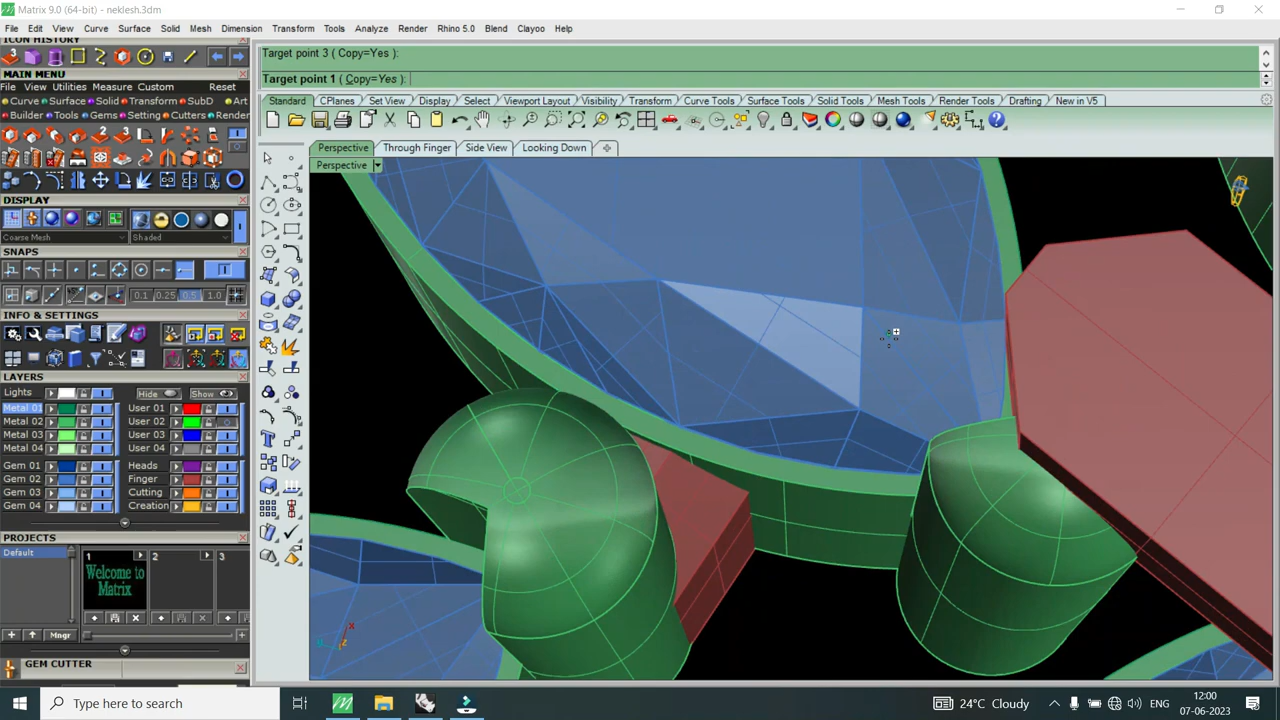 Matrix 9.0 (64-bit) - neklesh.3dm
File Edit View Curve Surface Solid Mesh Dimension Transform Tools Analyze Render Rhino 5.0 Blend Clayoo Help
ICON HISTORY
MAIN MENU
File View Utilities Measure Custom Reset
Curve Surface Solid Transform SubD Art
Builder Tools Gems Setting Cutters Render
DISPLAY
Coarse Mesh Shaded
SNAPS
0.1 0.25 0.5 1.0
INFO & SETTINGS
LAYERS
Lights Hide Show
Metal 01 User 01
Metal 02 User 02
Metal 03 User 03
Metal 04 User 04
Gem 01 Heads
Gem 02 Finger
Gem 03 Cutting
Gem 04 Creation
PROJECTS
Default 1 2 3
Welcome to
Matrix
Mngr
GEM CUTTER
Target point 3 ( Copy=Yes ):
Target point 1 ( Copy=Yes ):
Standard CPlanes Set View Display Select Viewport Layout Visibility Transform Curve Tools Surface Tools Solid Tools Mesh Tools Render Tools Drafting New in V5
Perspective Through Finger Side View Looking Down
Perspective
x
y
z
Type here to search
24°C Cloudy
ENG
12:00
07-06-2023